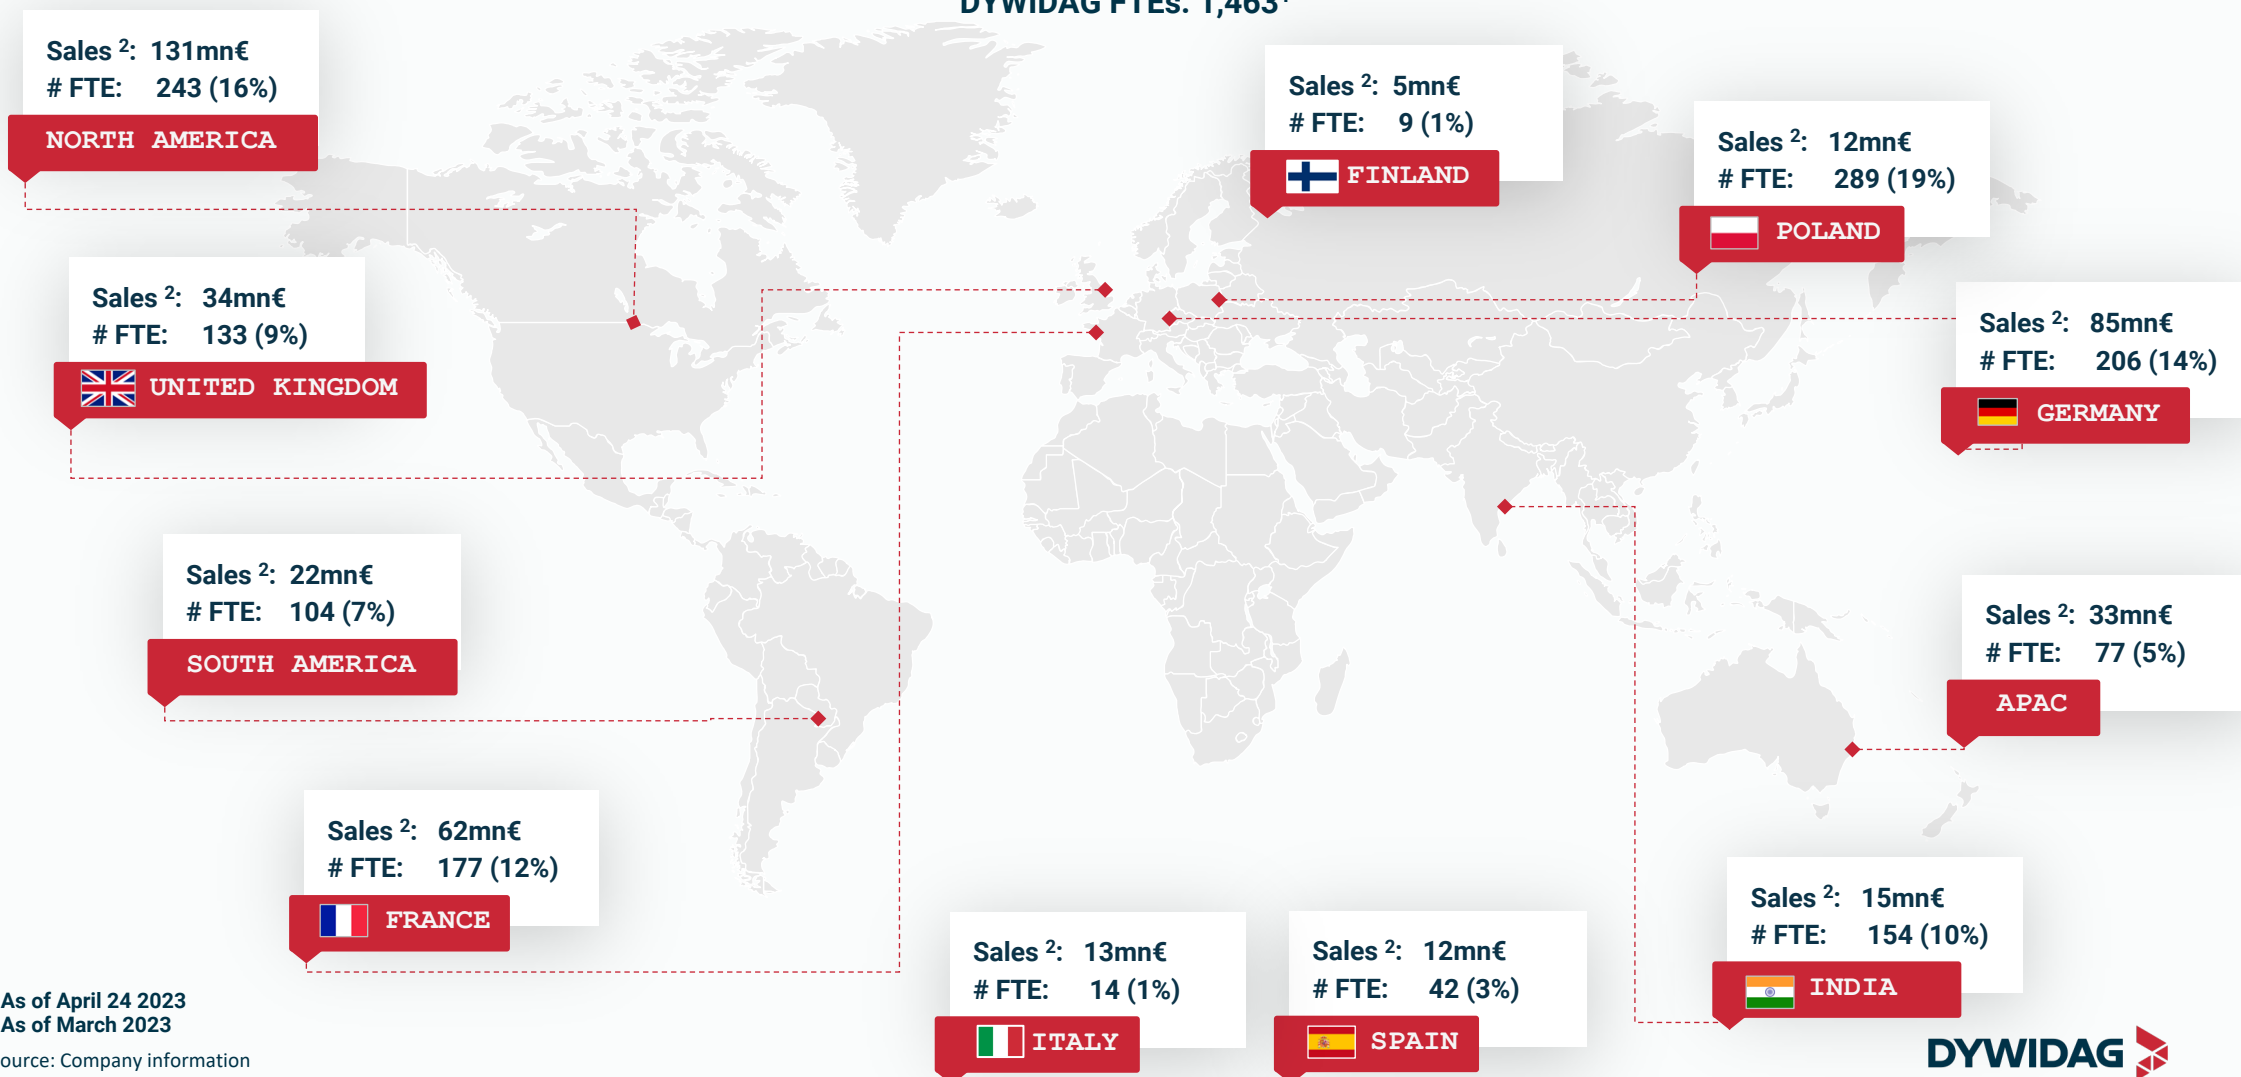 DYWIDAG FTEs: 1,463
Sales ²: 131mn€
# FTE: 243 (16%)
NORTH AMERICA
Sales ²: 5mn€
# FTE: 9 (1%)
FINLAND
Sales ²: 12mn€
# FTE: 289 (19%)
POLAND
Sales ²: 34mn€
# FTE: 133 (9%)
UNITED KINGDOM
Sales ²: 85mn€
# FTE: 206 (14%)
GERMANY
Sales ²: 22mn€
# FTE: 104 (7%)
SOUTH AMERICA
Sales ²: 33mn€
# FTE: 77 (5%)
APAC
Sales ²: 62mn€
# FTE: 177 (12%)
FRANCE
Sales ²: 13mn€
# FTE: 14 (1%)
ITALY
Sales ²: 12mn€
# FTE: 42 (3%)
SPAIN
Sales ²: 15mn€
# FTE: 154 (10%)
INDIA
As of April 24 2023
As of March 2023
ource: Company information
DYWIDAG